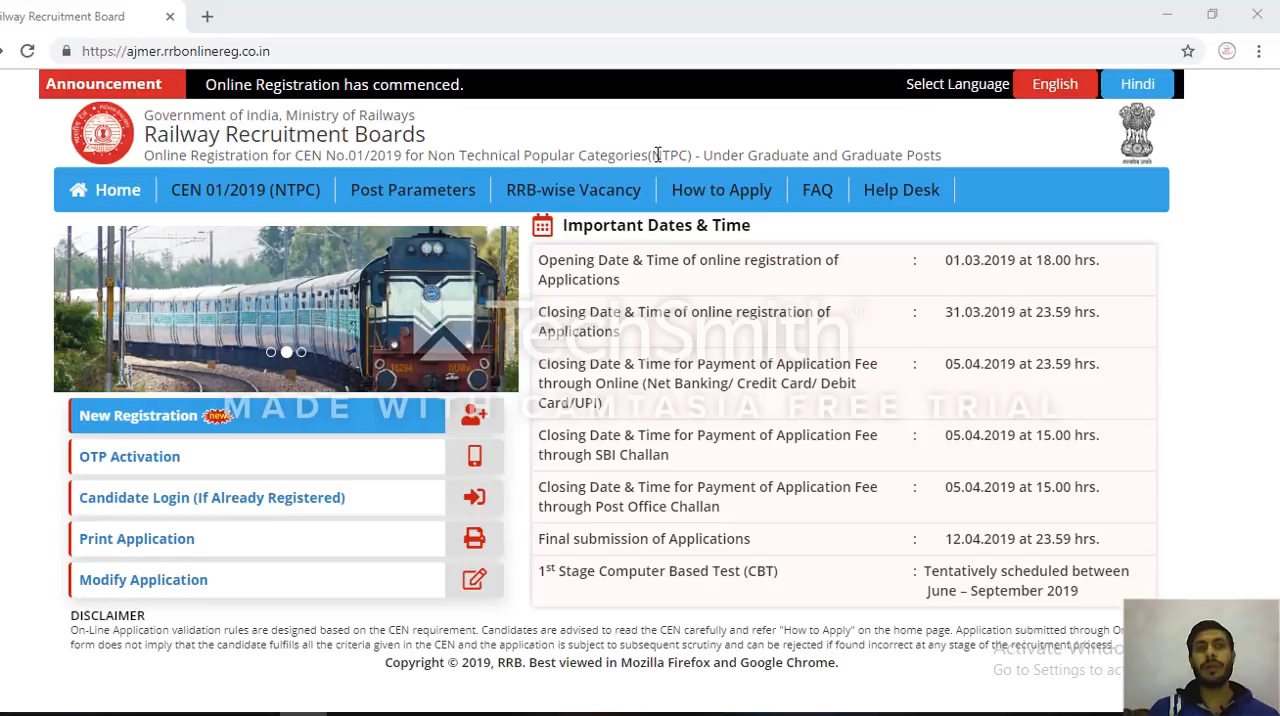 ilway Recruitment Board
https://ajmer.rrbonlinereg.co.in
Announcement
Online Registration has commenced.
Select Language
English
Hindi
Government of India, Ministry of Railways
Railway Recruitment Boards
Online Registration for CEN No.01/2019 for Non Technical Popular Categories(NTPC) - Under Graduate and Graduate Posts
Home
CEN 01/2019 (NTPC)
Post Parameters
RRB-wise Vacancy
How to Apply
FAQ
Help Desk
16294
New Registration new
OTP Activation
Candidate Login (If Already Registered)
Print Application
Modify Application
Important Dates & Time
Opening Date & Time of online registration of : 01.03.2019 at 18.00 hrs.
Applications
Closing Date & Time of online registration of : 31.03.2019 at 23.59 hrs.
Applications
Closing Date & Time for Payment of Application Fee : 05.04.2019 at 23.59 hrs.
through Online (Net Banking/ Credit Card/ Debit
Card/UPI)
Closing Date & Time for Payment of Application Fee : 05.04.2019 at 15.00 hrs.
through SBI Challan
Closing Date & Time for Payment of Application Fee : 05.04.2019 at 15.00 hrs.
through Post Office Challan
Final submission of Applications : 12.04.2019 at 23.59 hrs.
1st Stage Computer Based Test (CBT) : Tentatively scheduled between
June – September 2019
TechSmith
MADE WITH CAMTASIA FREE TRIAL
DISCLAIMER
On-Line Application validation rules are designed based on the CEN requirement. Candidates are advised to read the CEN carefully and refer "How to Apply" on the home page. Application submitted through
form does not imply that the candidate fulfills all the criteria given in the CEN and the application is subject to subsequent scrutiny and can be rejected if found incorrect at any stage of the recruitment process.
Copyright © 2019, RRB. Best viewed in Mozilla Firefox and Google Chrome.
Activate Windo
Go to Settings to ac